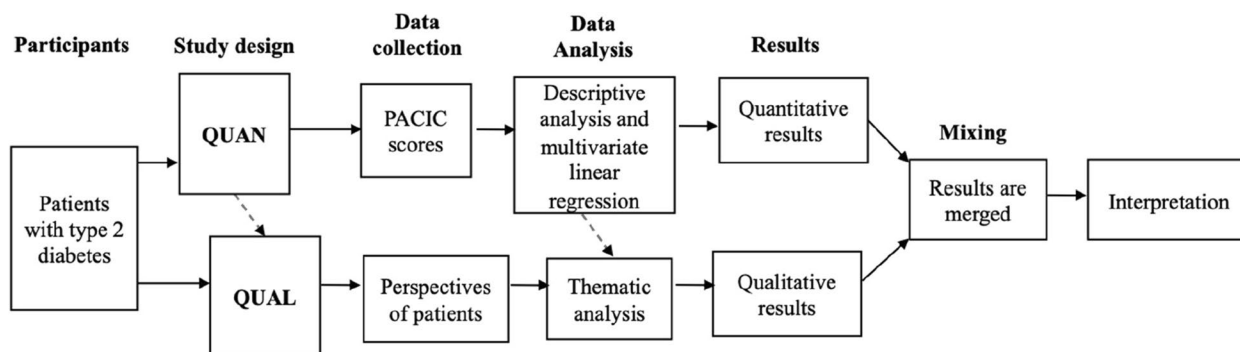 Participants
Study design
Data
collection
Data
Analysis
Results
Mixing
Patients
with type 2
diabetes
QUAN
PACIC
scores
Descriptive
analysis and
multivariate
linear
regression
Quantitative
results
QUAL
Perspectives
of patients
Thematic
analysis
Qualitative
results
Results are
merged
Interpretation